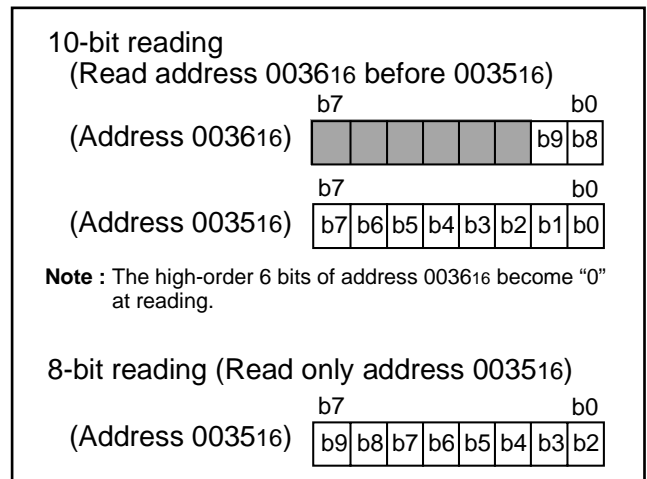 10-bit reading
(Read address 003616 before 003516)
b7 b0
(Address 003616) b9 b8
b7 b0
(Address 003516) b7 b6 b5 b4 b3 b2 b1 b0
Note : The high-order 6 bits of address 003616 become “0”
at reading.
8-bit reading (Read only address 003516)
b7 b0
(Address 003516) b9 b8 b7 b6 b5 b4 b3 b2